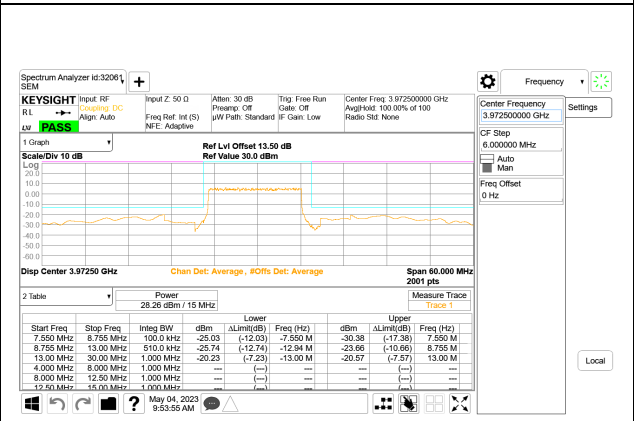 Spectrum Analyzer id:32061
SEM
Frequency
KEYSIGHT
RL
PASS
Input: RF
Coupling: DC
Align: Auto
Input Z: 50 Ω
Freq Ref: Int (S)
NFE: Adaptive
Atten: 30 dB
Preamp: Off
µW Path: Standard
Trig: Free Run
Gate: Off
IF Gain: Low
Center Freq: 3.972500000 GHz
Avg|Hold: 100.00% of 100
Radio Std: None
Center Frequency
3.972500000 GHz
Settings
CF Step
6.000000 MHz
Auto
Man
Freq Offset
0 Hz
1 Graph
Scale/Div 10 dB
Ref Lvl Offset 13.50 dB
Ref Value 30.0 dBm
Log
20.0
10.0
0.00
-10.0
-20.0
-30.0
-40.0
-50.0
-60.0
Disp Center 3.97250 GHz
Chan Det: Average, #Offs Det: Average
Span 60.000 MHz
2001 pts
2 Table
Power
28.26 dBm / 15 MHz
Measure Trace
Trace 1
Lower Upper
Start Freq Stop Freq Integ BW dBm ∆Limit(dB) Freq (Hz) dBm ∆Limit(dB) Freq (Hz)
7.550 MHz 8.755 MHz 100.0 kHz -25.03 (-12.03) -7.550 M -30.38 (-17.38) 7.550 M
8.755 MHz 13.00 MHz 510.0 kHz -25.74 (-12.74) -12.94 M -23.66 (-10.66) 8.755 M
13.00 MHz 30.00 MHz 1.000 MHz -20.23 (-7.23) -13.00 M -20.57 (-7.57) 13.00 M
4.000 MHz 8.000 MHz 1.000 MHz --- (---) --- (---)
8.000 MHz 12.50 MHz 1.000 MHz --- (---) --- (---)
12.50 MHz 15.00 MHz 1.000 MHz --- (---) --- (---)
Local
May 04, 2023
9:53:55 AM